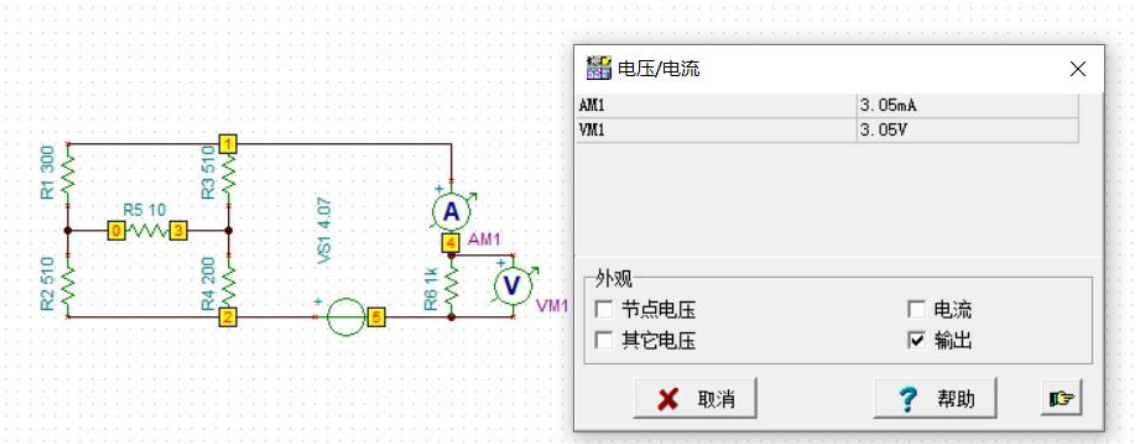 电压/电流
AM1 3.05mA
VM1 3.05V
外观
节点电压 电流
其它电压 输出
取消 帮助
1
R1 300
R3 510
R5 10
0 3
R2 510
R4 200
2
VS1 4.07
+
5
+
A
AM1
4
R6 1k
+
V
VM1